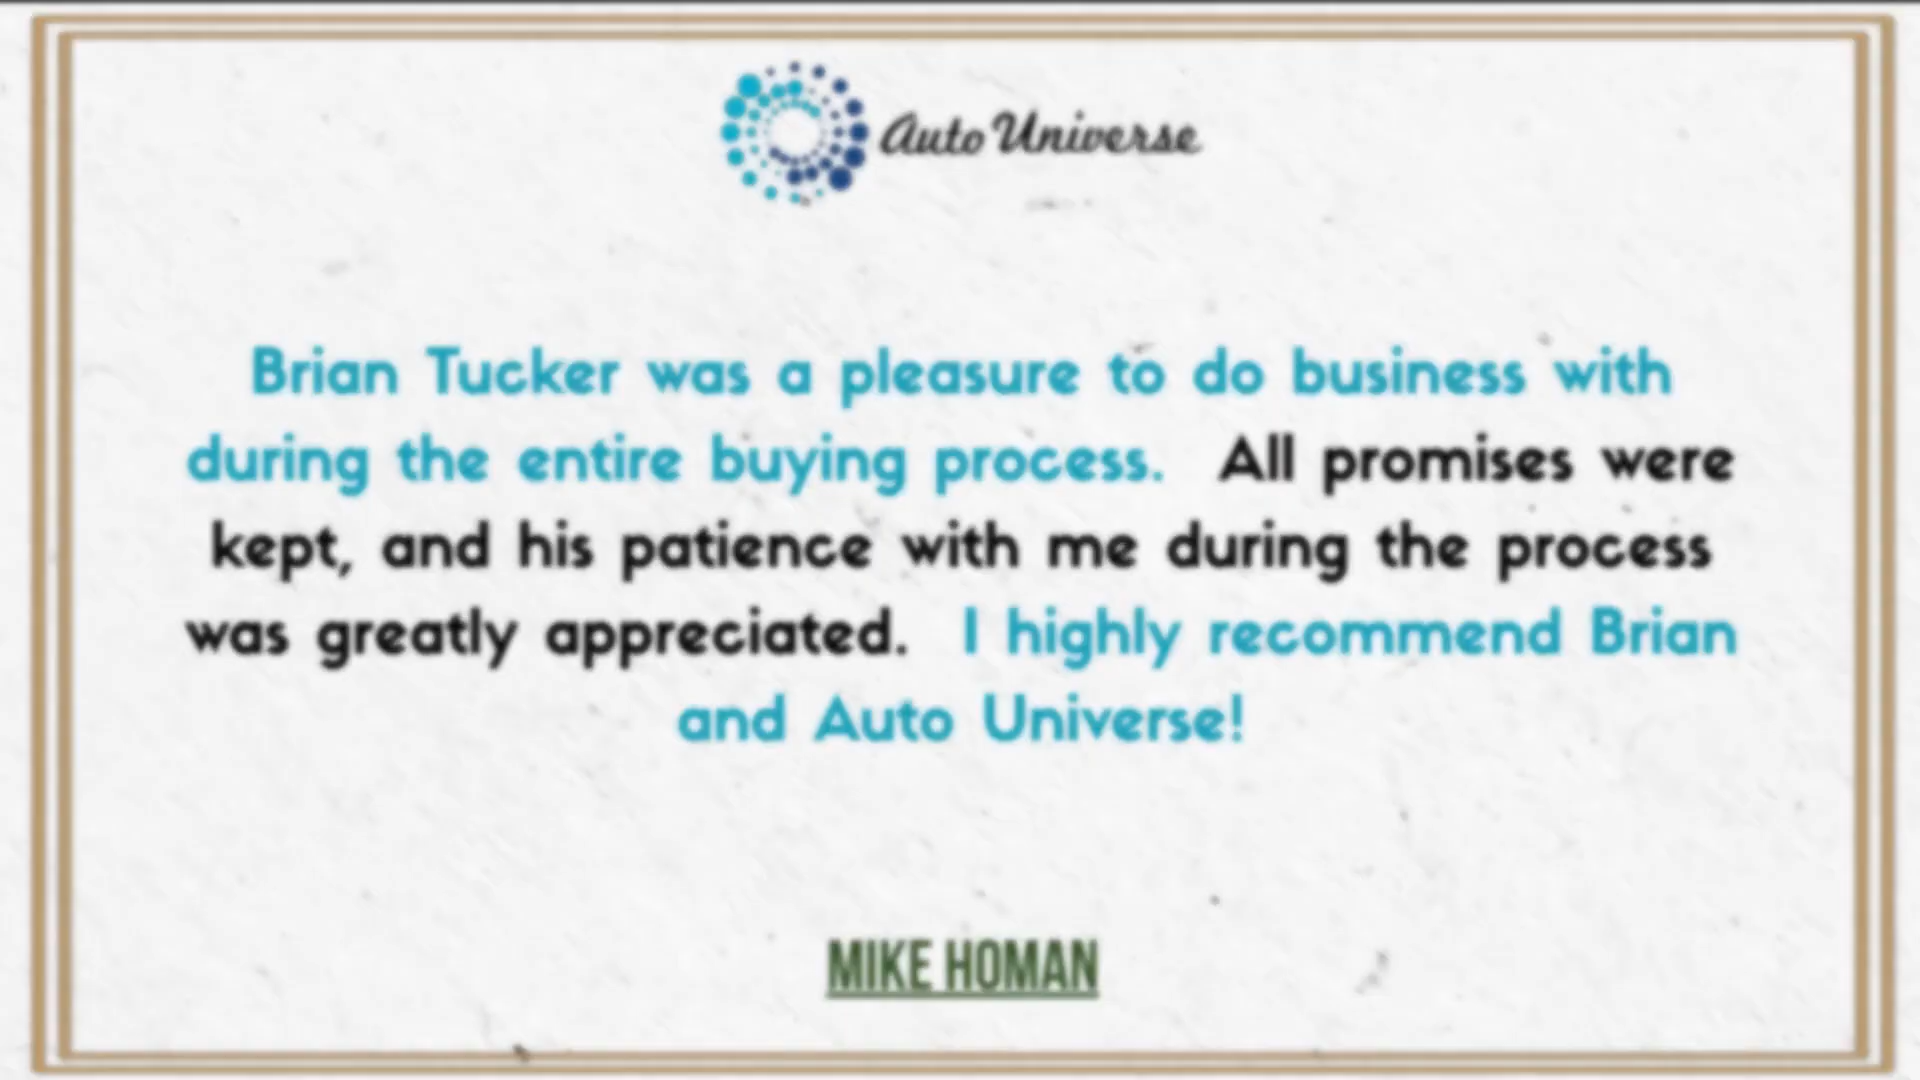 Auto Universe
Brian Tucker was a pleasure to do business with
during the entire buying process. All promises were
kept, and his patience with me during the process
was greatly appreciated. I highly recommend Brian
and Auto Universe!
MIKE HOMAN